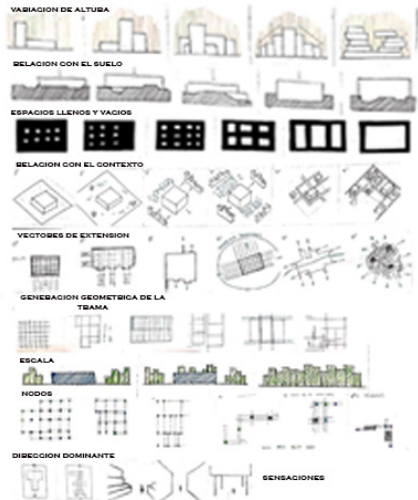 VARIACION DE ALTURA
RELACION CON EL SUELO
ESPACIOS LLENOS Y VACIOS
RELACION CON EL CONTEXTO
VECTORES DE EXTENSION
GENERACION GEOMETRICA DE LA
TRAMA
ESCALA
NODOS
DIRECCION DOMINANTE
SENSACIONES